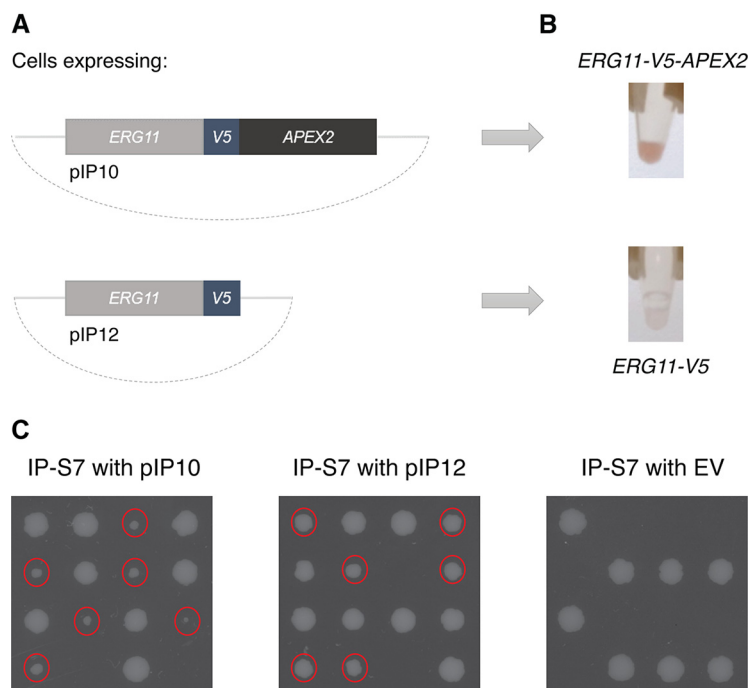 A
B
Cells expressing:
ERG11-V5-APEX2
ERG11 V5 APEX2
pIP10
ERG11 V5
pIP12
ERG11-V5
C
IP-S7 with pIP10
IP-S7 with pIP12
IP-S7 with EV